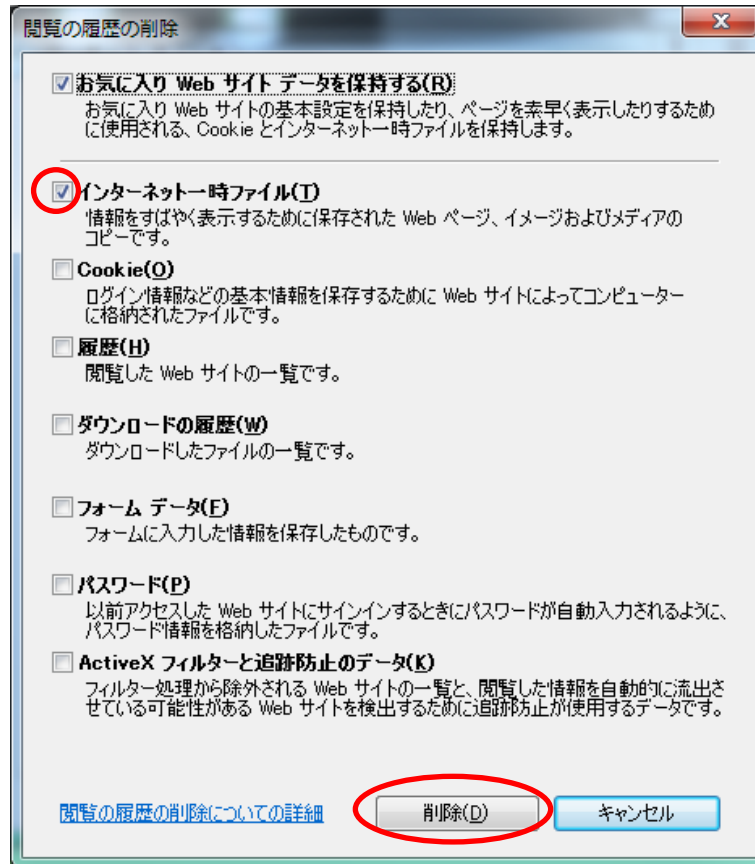 閲覧の履歴の削除
お気に入り Web サイト データを保持する(R)
お気に入り Web サイトの基本設定を保持したり、ページを素早く表示したりするため
に使用される、Cookie とインターネット一時ファイルを保持します。
インターネット一時ファイル(T)
情報をすばやく表示するために保存された Web ページ、イメージおよびメディアの
コピーです。
Cookie(O)
ログイン情報などの基本情報を保存するために Web サイトによってコンピューター
に格納されたファイルです。
履歴(H)
閲覧した Web サイトの一覧です。
ダウンロードの履歴(W)
ダウンロードしたファイルの一覧です。
フォーム データ(F)
フォームに入力した情報を保存したものです。
パスワード(P)
以前アクセスした Web サイトにサインインするときにパスワードが自動入力されるように、
パスワード情報を格納したファイルです。
ActiveX フィルターと追跡防止のデータ(K)
フィルター処理から除外される Web サイトの一覧と、閲覧した情報を自動的に流出さ
せている可能性がある Web サイトを検出するために追跡防止が使用するデータです。
閲覧の履歴の削除についての詳細
削除(D)
キャンセル